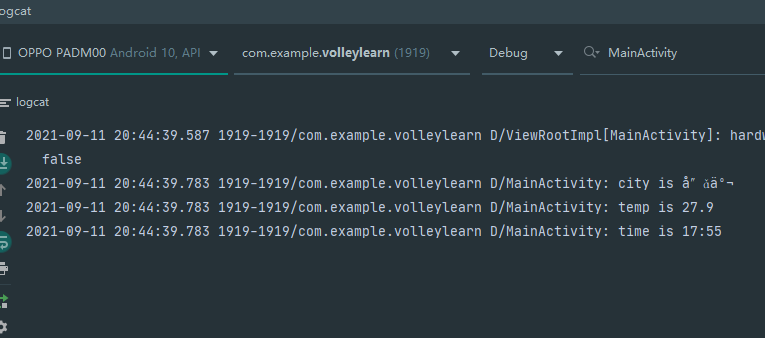 logcat
OPPO PADM00 Android 10, API
com.example.volleylearn (1919)
Debug
MainActivity
logcat
2021-09-11 20:44:39.587 1919-1919/com.example.volleylearn D/ViewRootImpl[MainActivity]: hardw
false
2021-09-11 20:44:39.783 1919-1919/com.example.volleylearn D/MainActivity: city is
2021-09-11 20:44:39.783 1919-1919/com.example.volleylearn D/MainActivity: temp is 27.9
2021-09-11 20:44:39.783 1919-1919/com.example.volleylearn D/MainActivity: time is 17:55